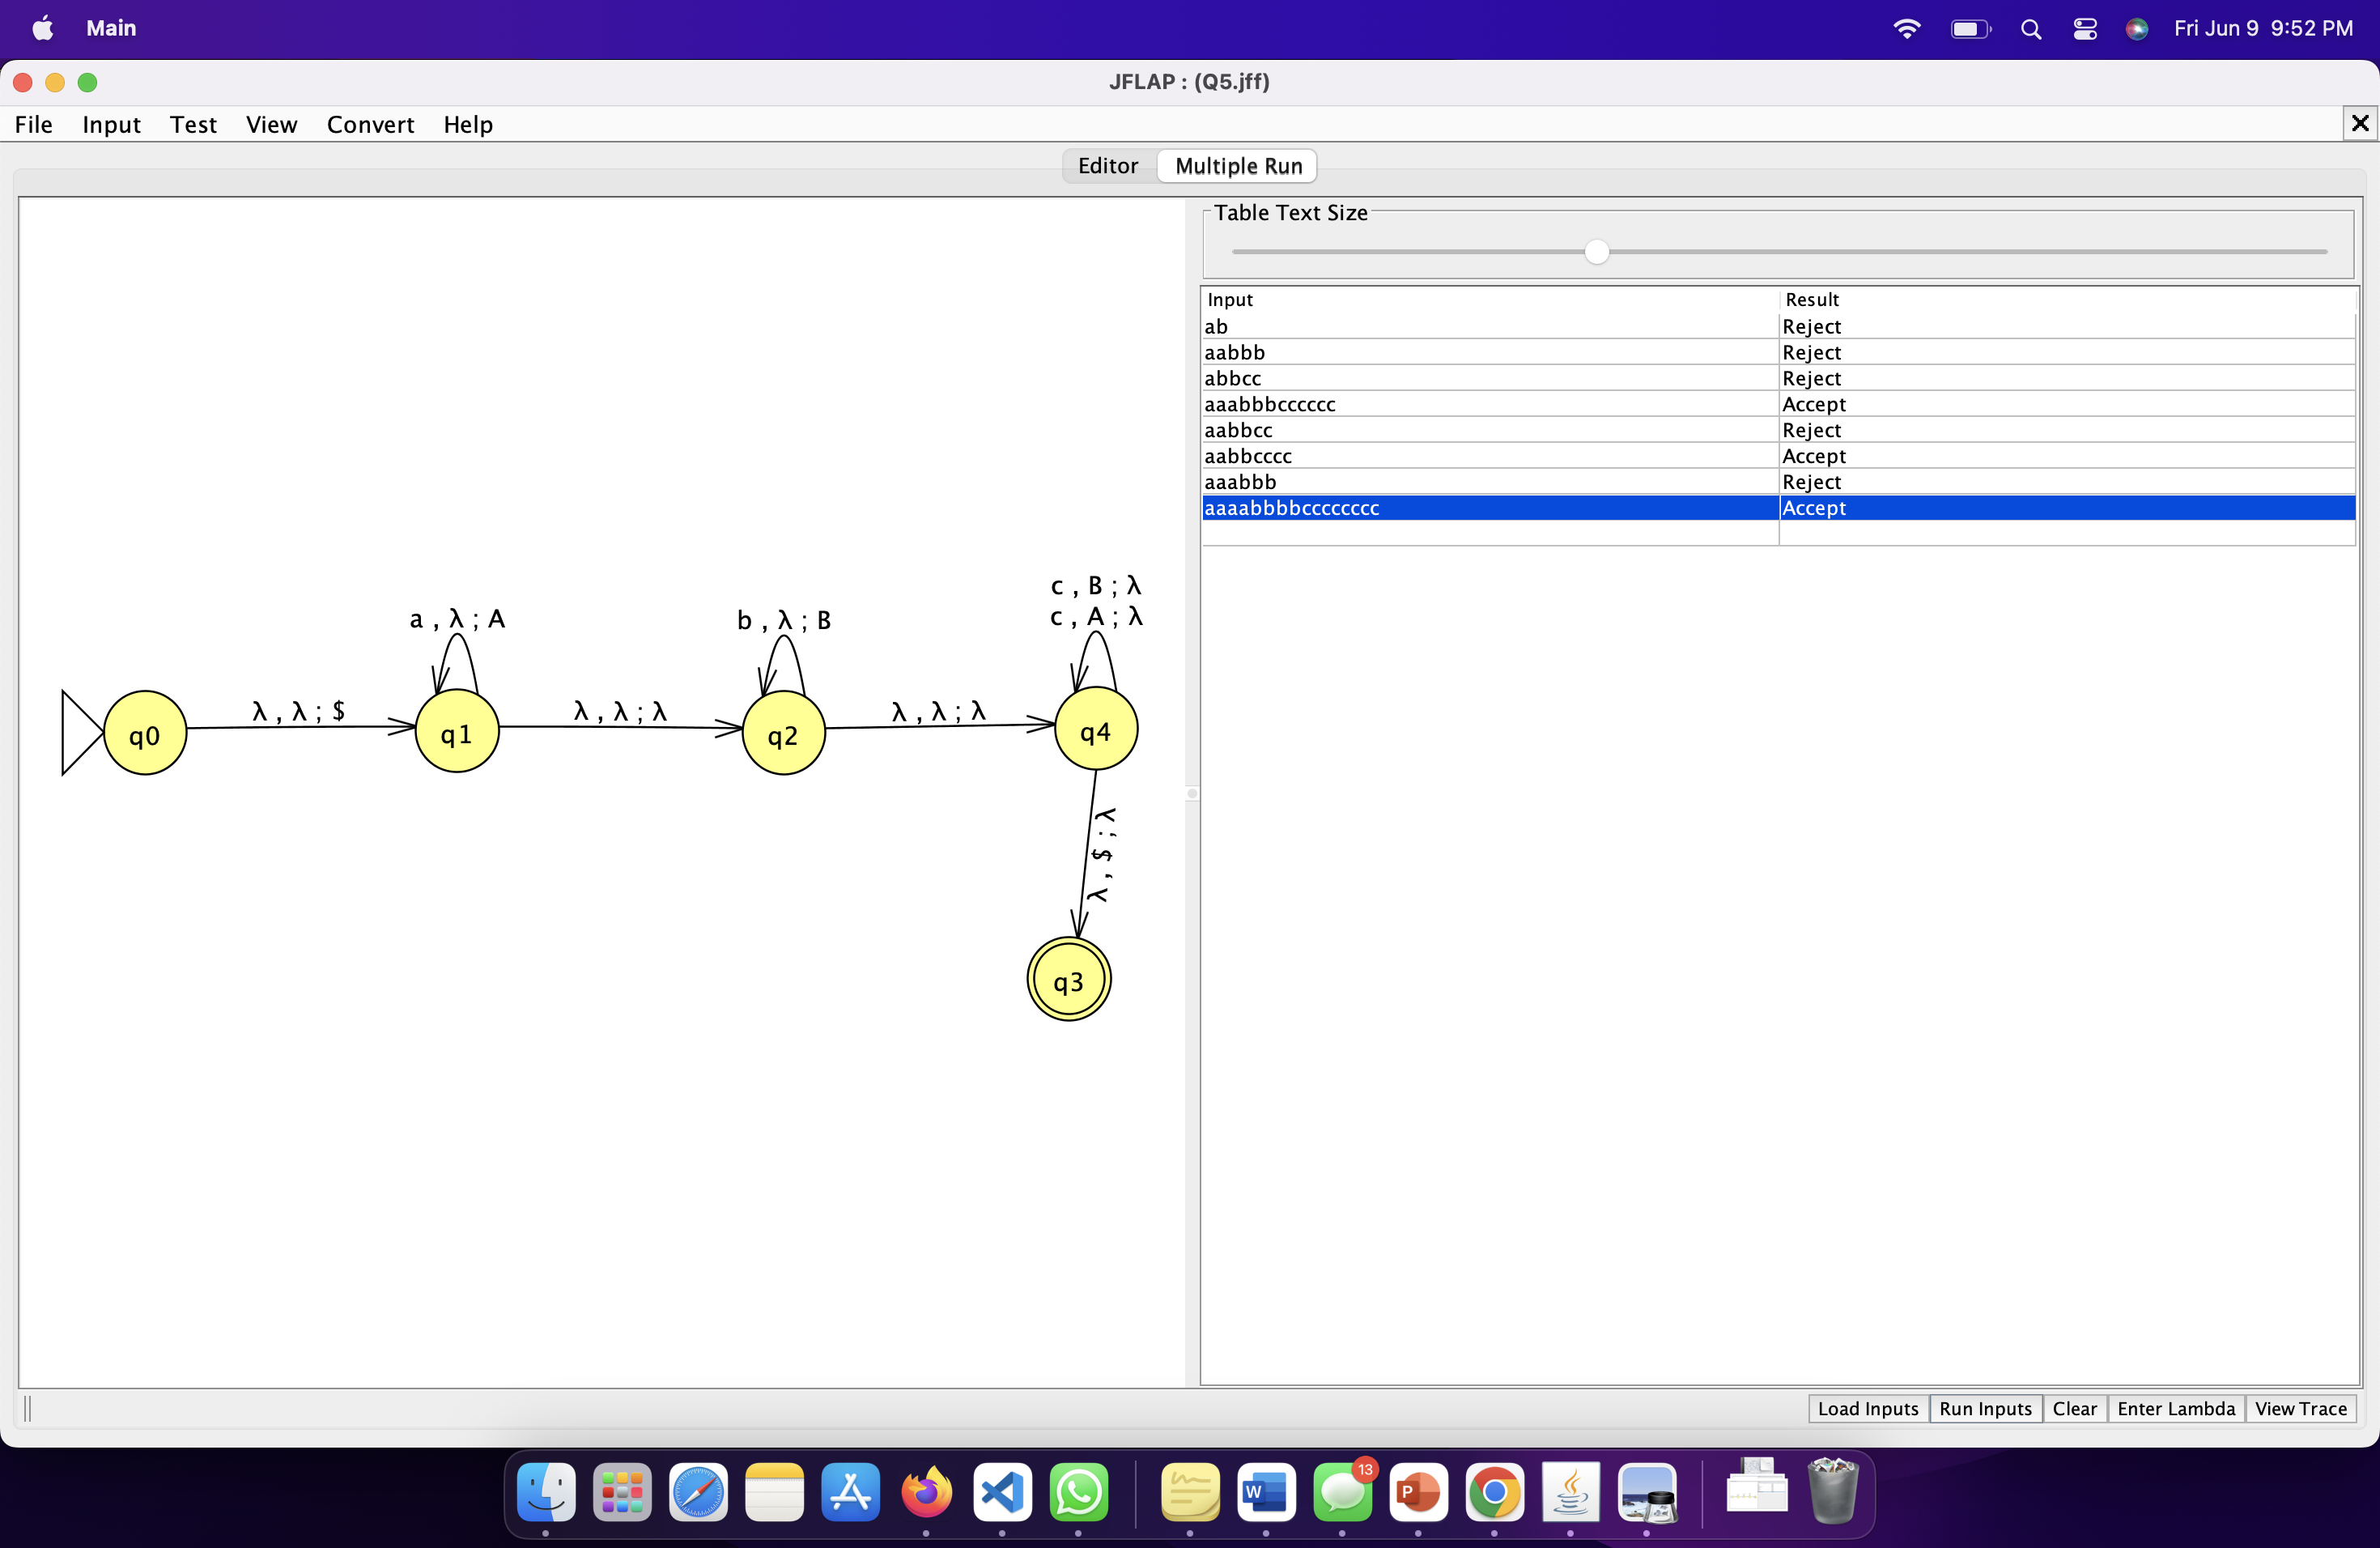 Main
Fri Jun 9 9:52 PM
JFLAP : (Q5.jff)
File Input Test View Convert Help
Editor Multiple Run
Table Text Size
Input Result
ab Reject
aabbb Reject
abbcc Reject
aaabbbcccccc Accept
aabbcc Reject
aabbcccc Accept
aaabbb Reject
aaaabbbbcccccccc Accept
c , B ; λ
c , A ; λ
a , λ ; A
b , λ ; B
λ , λ ; $
λ , λ ; λ
λ , λ ; λ
q0
q1
q2
q4
λ , $ ; λ
q3
Load Inputs Run Inputs Clear Enter Lambda View Trace
13
W
P